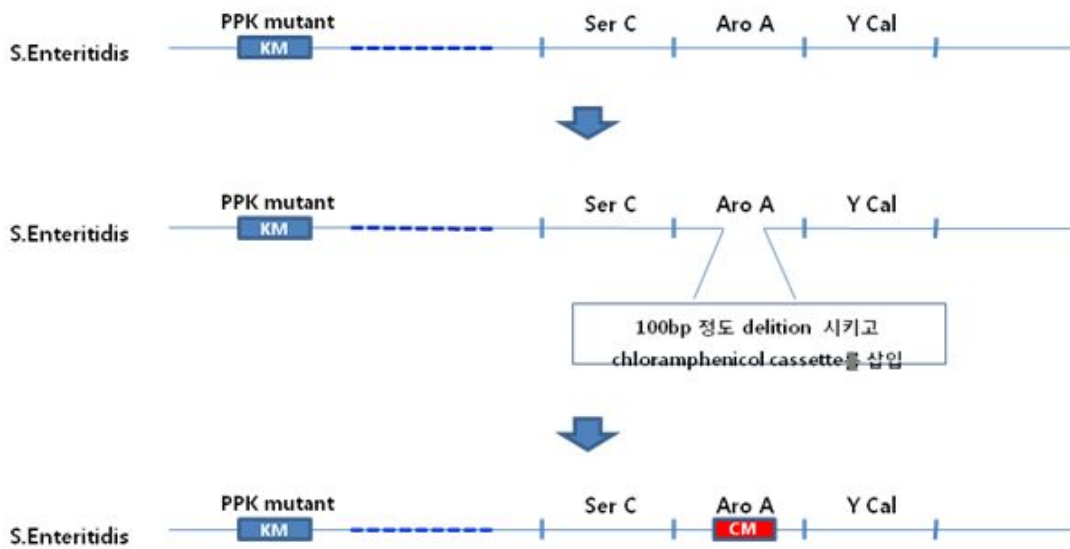 PPK mutant Ser C Aro A Y Cal
S.Enteritidis KM
PPK mutant Ser C Aro A Y Cal
S.Enteritidis KM
100bp 정도 delition 시키고
chloramphenicol cassette를 삽입
PPK mutant Ser C Aro A Y Cal
S.Enteritidis KM CM